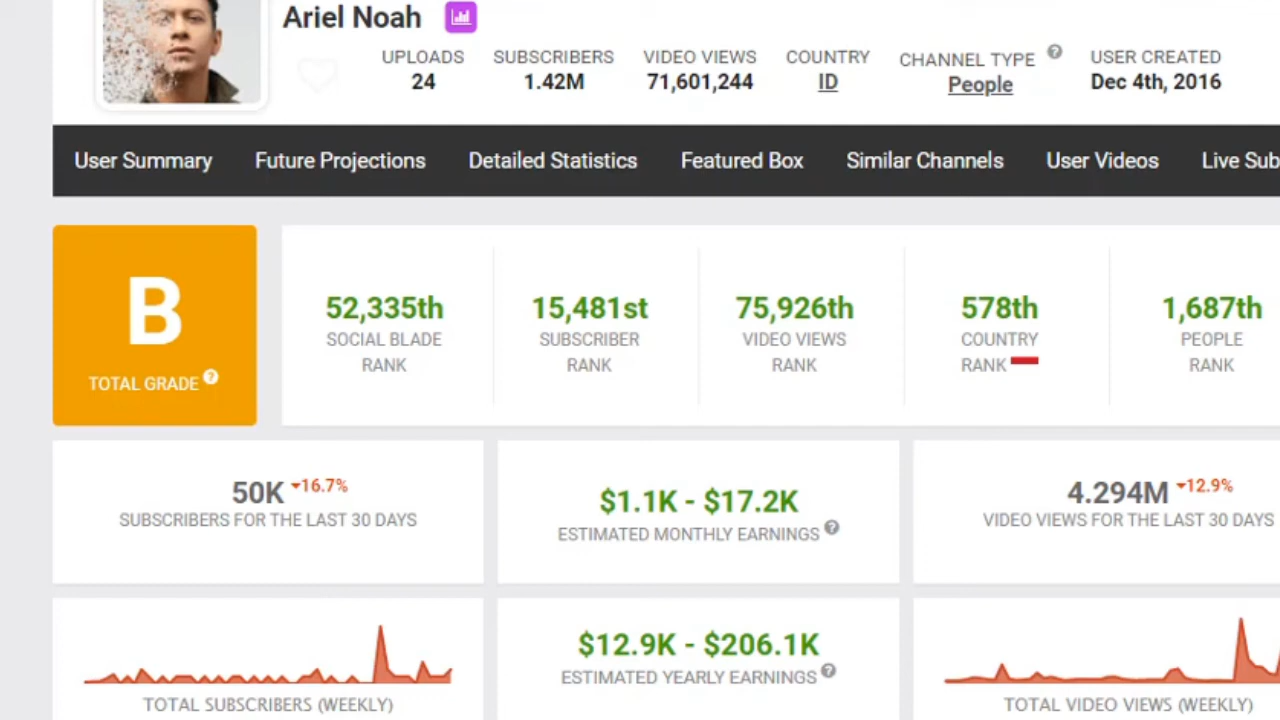 Ariel Noah
UPLOADS
24
SUBSCRIBERS
1.42M
VIDEO VIEWS
71,601,244
COUNTRY
ID
CHANNEL TYPE ?
People
USER CREATED
Dec 4th, 2016
User Summary Future Projections Detailed Statistics Featured Box Similar Channels User Videos Live Sub
B
TOTAL GRADE ?
52,335th
SOCIAL BLADE
RANK
15,481st
SUBSCRIBER
RANK
75,926th
VIDEO VIEWS
RANK
578th
COUNTRY
RANK
1,687th
PEOPLE
RANK
50K 16.7%
SUBSCRIBERS FOR THE LAST 30 DAYS
$1.1K - $17.2K
ESTIMATED MONTHLY EARNINGS ?
4.294M 12.9%
VIDEO VIEWS FOR THE LAST 30 DAYS
TOTAL SUBSCRIBERS (WEEKLY)
$12.9K - $206.1K
ESTIMATED YEARLY EARNINGS ?
TOTAL VIDEO VIEWS (WEEKLY)